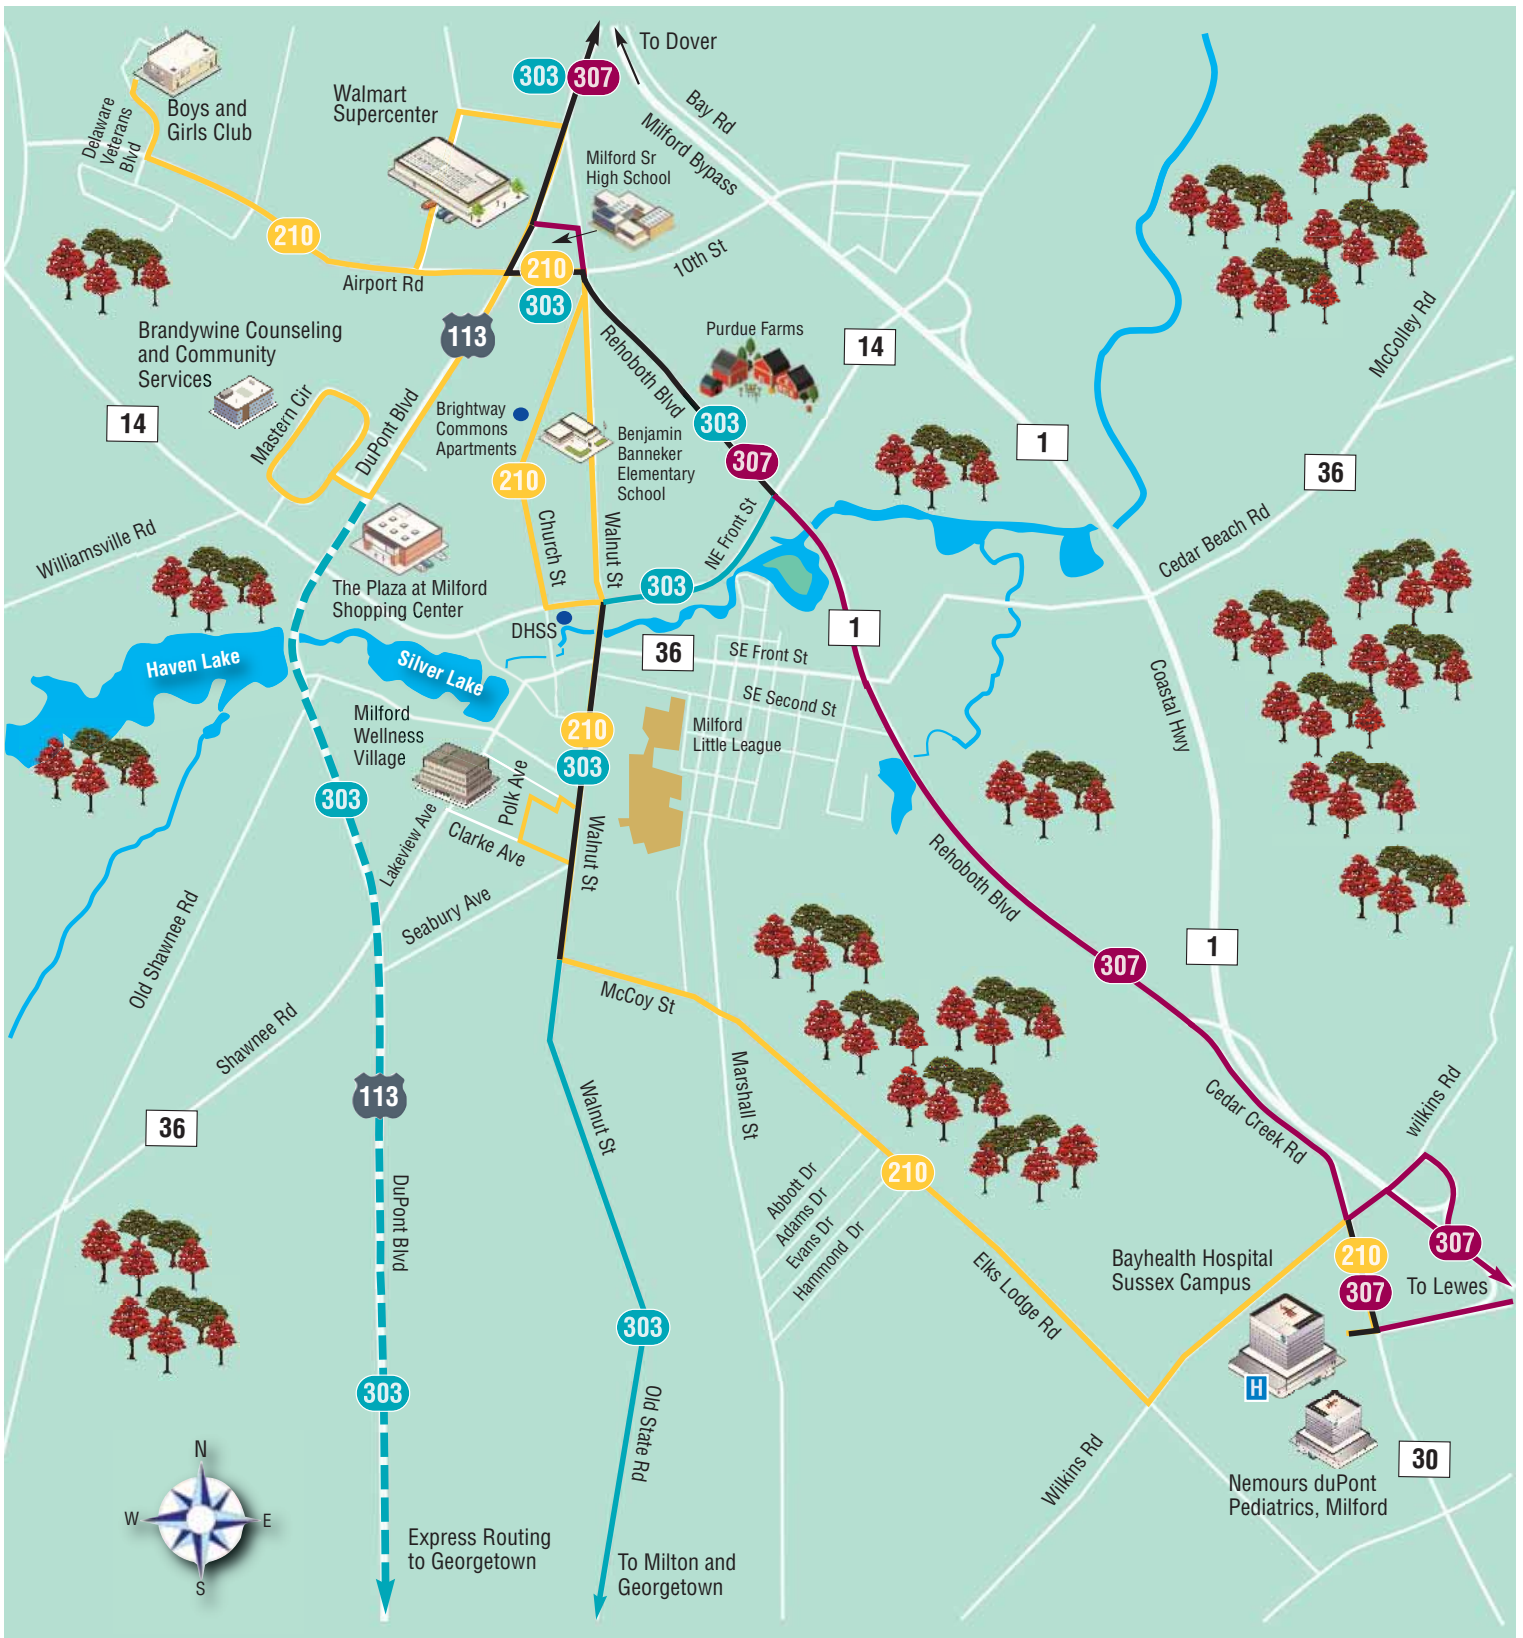 To Dover
303
307
Bay Rd
Milford Bypass
Walmart
Supercenter
Boys and
Girls Club
Delaware
Veterans
Blvd
Milford Sr
High School
210
Airport Rd
210
303
10th St
113
Brandywine Counseling
and Community
Services
Purdue Farms
14
Rehoboth Blvd
McColley Rd
14
Mastern Cir
DuPont Blvd
Brightway
Commons
Apartments
Benjamin
Banneker
Elementary
School
303
307
1
36
210
Williamsville Rd
Church St
Walnut St
NE Front St
Cedar Beach Rd
The Plaza at Milford
Shopping Center
303
DHSS
36
1
SE Front St
Haven Lake
Silver Lake
SE Second St
Coastal Hwy
Milford
Wellness
Village
210
303
Milford
Little League
303
Polk Ave
Lakeview Ave
Clarke Ave
Walnut St
Rehoboth Blvd
Seabury Ave
Old Shawnee Rd
1
307
McCoy St
Shawnee Rd
113
36
Walnut St
Marshall St
Cedar Creek Rd
wilkins Rd
210
Abbott Dr
Adams Dr
Evans Dr
Hammond Dr
DuPont Blvd
Elks Lodge Rd
Bayhealth Hospital
Sussex Campus
210
307
307
To Lewes
303
303
H
Old State Rd
Wilkins Rd
30
Nemours duPont
Pediatrics, Milford
N
W
E
S
Express Routing
to Georgetown
To Milton and
Georgetown